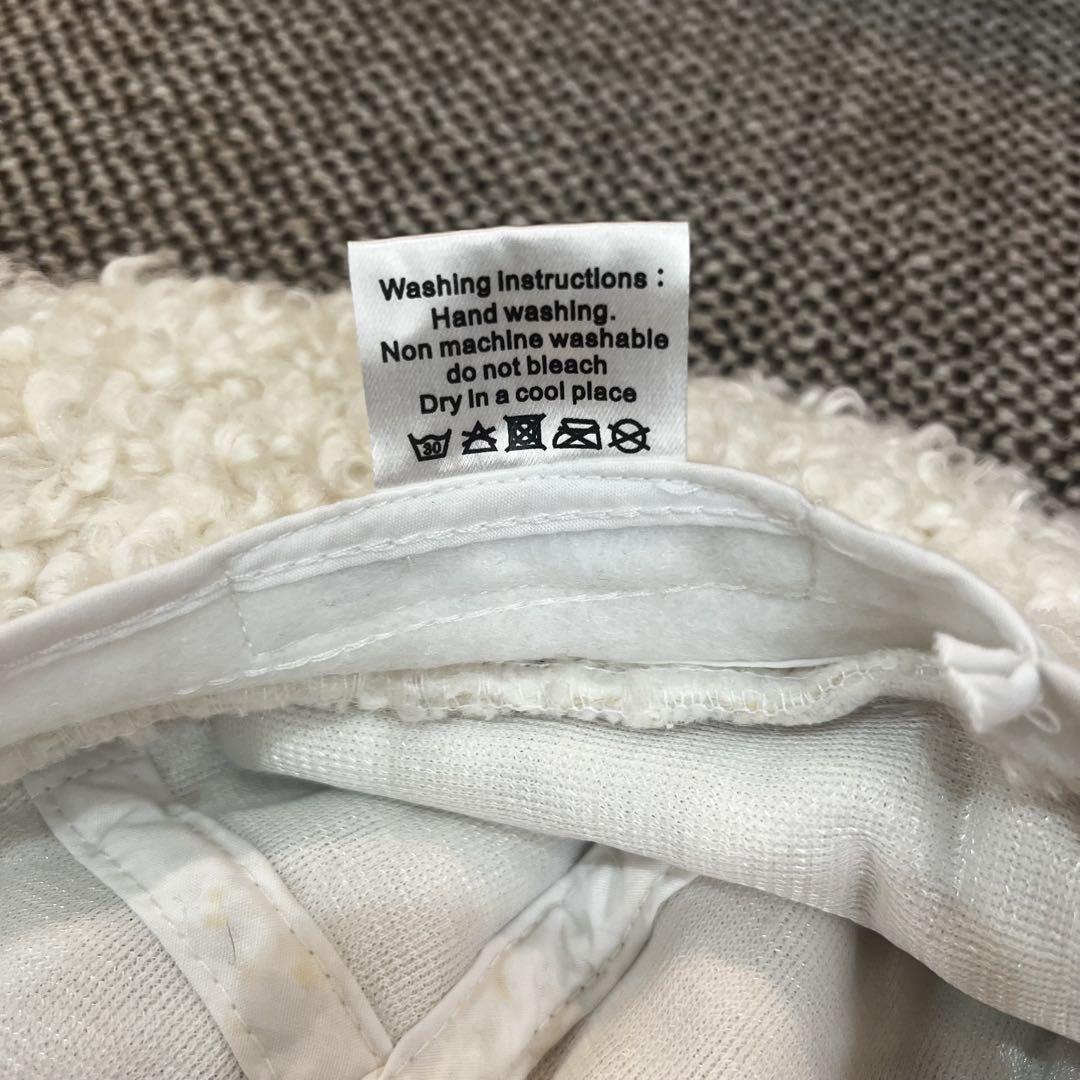 Washing instructions :
Hand washing.
Non machine washable
do not bleach
Dry in a cool place
30